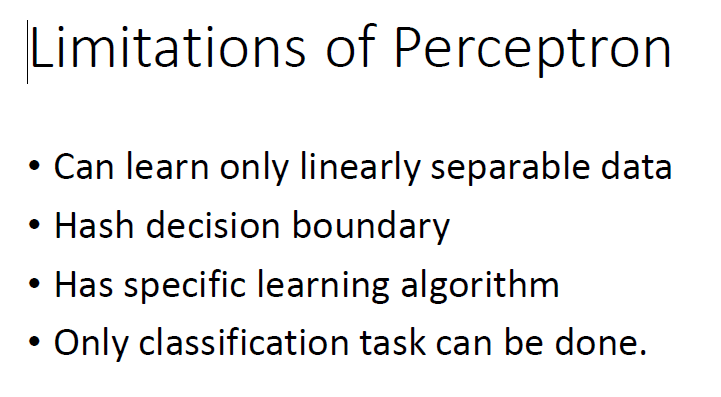 Limitations of Perceptron
• Can learn only linearly separable data
• Hash decision boundary
• Has specific learning algorithm
• Only classification task can be done.